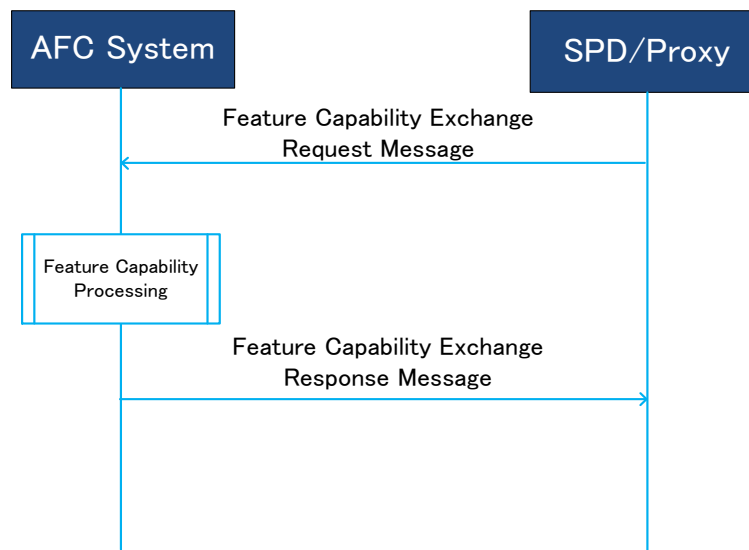 AFC System
SPD/Proxy
Feature Capability Exchange
Request Message
Feature Capability
Processing
Feature Capability Exchange
Response Message